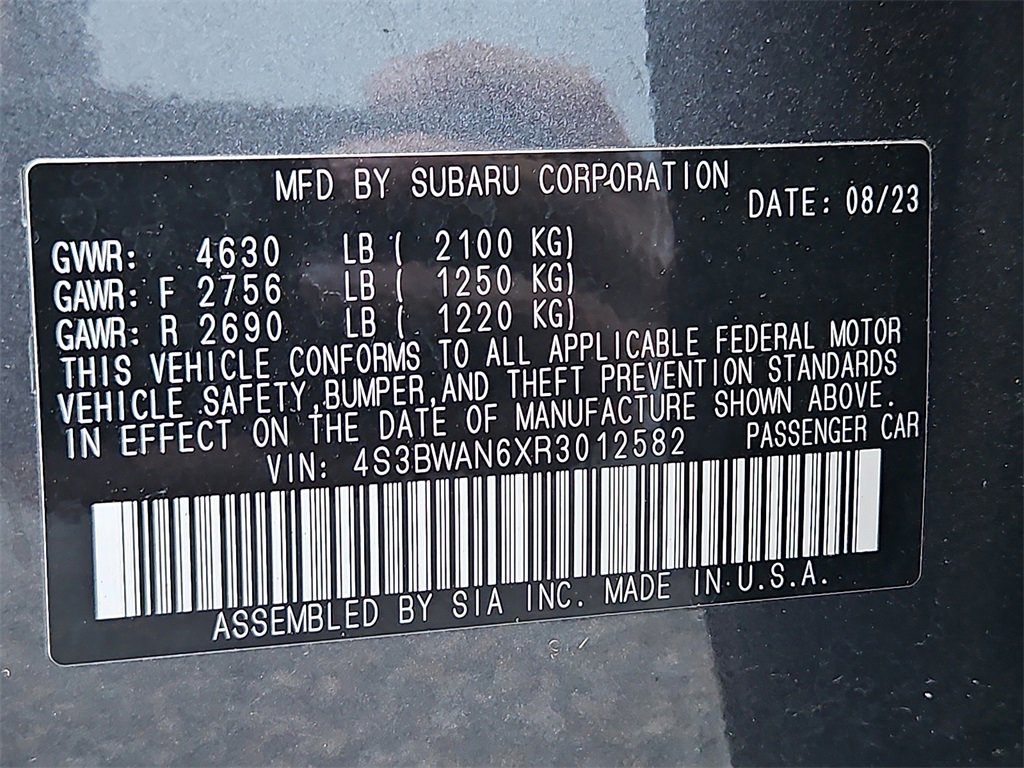 MFD BY SUBARU CORPORATION
DATE: 08/23
GVWR: 4630 LB ( 2100 KG)
GAWR: F 2756 LB ( 1250 KG)
GAWR: R 2690 LB ( 1220 KG)
THIS VEHICLE CONFORMS TO ALL APPLICABLE FEDERAL MOTOR
VEHICLE SAFETY,BUMPER,AND THEFT PREVENTION STANDARDS
IN EFFECT ON THE DATE OF MANUFACTURE SHOWN ABOVE.
VIN: 4S3BWAN6XR3012582 PASSENGER CAR
ASSEMBLED BY SIA INC. MADE IN U.S.A.